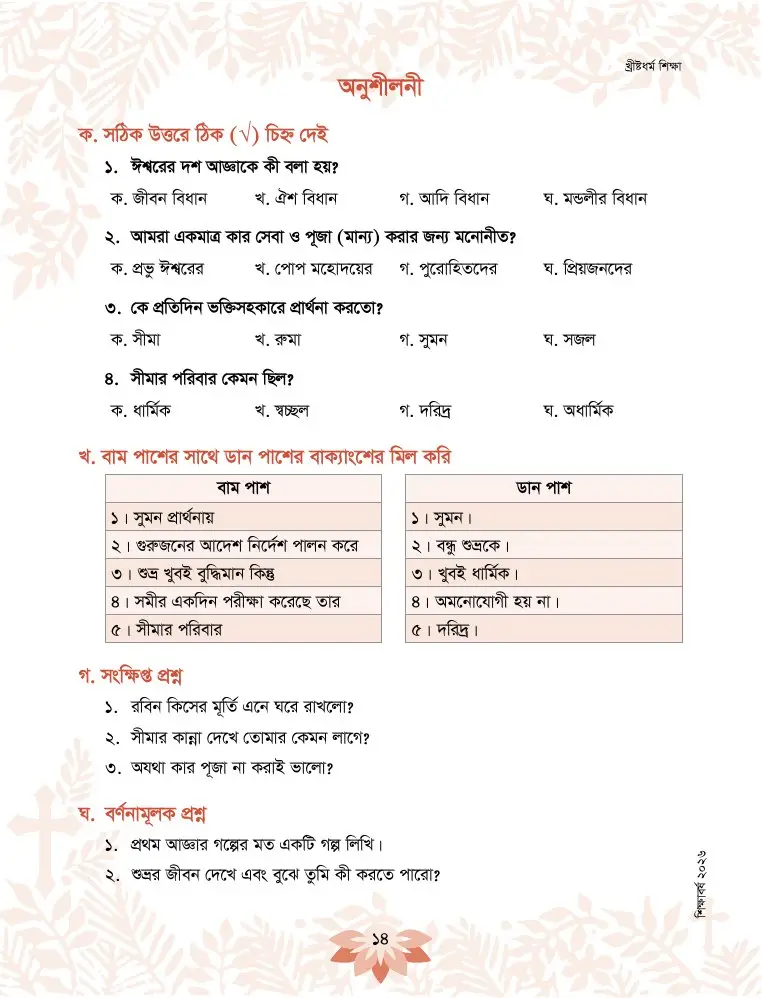 খ্রীষ্টধর্ম শিক্ষা
অনুশীলনী
ক. সঠিক উত্তরে ঠিক (√) চিহ্ন দেই
১. ঈশ্বরের দশ আজ্ঞাকে কী বলা হয়?
ক. জীবন বিধান খ. ঐশ বিধান গ. আদি বিধান ঘ. মন্ডলীর বিধান
২. আমরা একমাত্র কার সেবা ও পূজা (মান্য) করার জন্য মনোনীত?
ক. প্রভু ঈশ্বরের খ. পোপ মহোদয়ের গ. পুরোহিতদের ঘ. প্রিয়জনদের
৩. কে প্রতিদিন ভক্তিসহকারে প্রার্থনা করতো?
ক. সীমা খ. রুমা গ. সুমন ঘ. সজল
৪. সীমার পরিবার কেমন ছিল?
ক. ধার্মিক খ. স্বচ্ছল গ. দরিদ্র ঘ. অধার্মিক
খ. বাম পাশের সাথে ডান পাশের বাক্যাংশের মিল করি
বাম পাশ ডান পাশ
১। সুমন প্রার্থনায় ১। সুমন।
২। গুরুজনের আদেশ নির্দেশ পালন করে ২। বন্ধু শুভ্রকে।
৩। শুভ্র খুবই বুদ্ধিমান কিন্তু ৩। খুবই ধার্মিক।
৪। সমীর একদিন পরীক্ষা করেছে তার ৪। অমনোযোগী হয় না।
৫। সীমার পরিবার ৫। দরিদ্র।
গ. সংক্ষিপ্ত প্রশ্ন
১. রবিন কিসের মূর্তি এনে ঘরে রাখলো?
২. সীমার কান্না দেখে তোমার কেমন লাগে?
৩. অযথা কার পূজা না করাই ভালো?
ঘ. বর্ণনামূলক প্রশ্ন
১. প্রথম আজ্ঞার গল্পের মত একটি গল্প লিখি।
২. শুভ্রর জীবন দেখে এবং বুঝে তুমি কী করতে পারো?
শিক্ষাবর্ষ ২০২৬
১৪